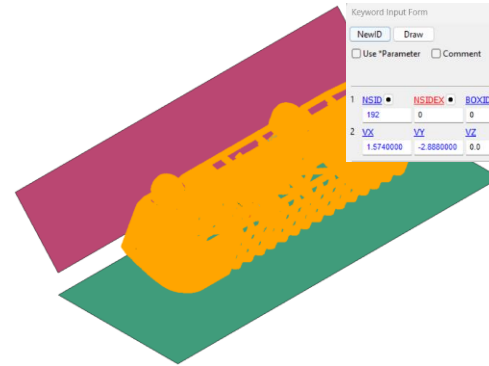 Keyword Input Form
NewID Draw
Use *Parameter Comment
1 NSID NSIDEX BOXID
192 0 0
2 VX VY VZ
1.5740000 -2.8880000 0.0